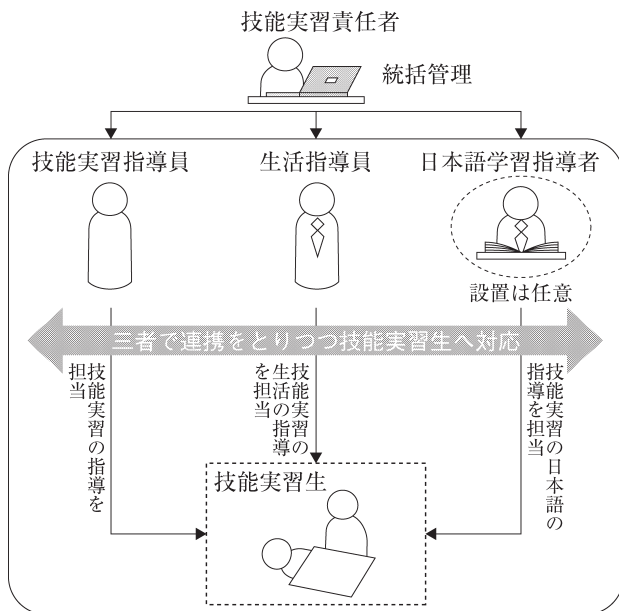 技能実習責任者
統括管理
技能実習指導員
生活指導員
日本語学習指導者
設置は任意
三者で連携をとりつつ技能実習生へ対応
技能実習の指導を
担当
技能実習の
生活の指導
を担当
技能実習の日本語の
指導を担当
技能実習生